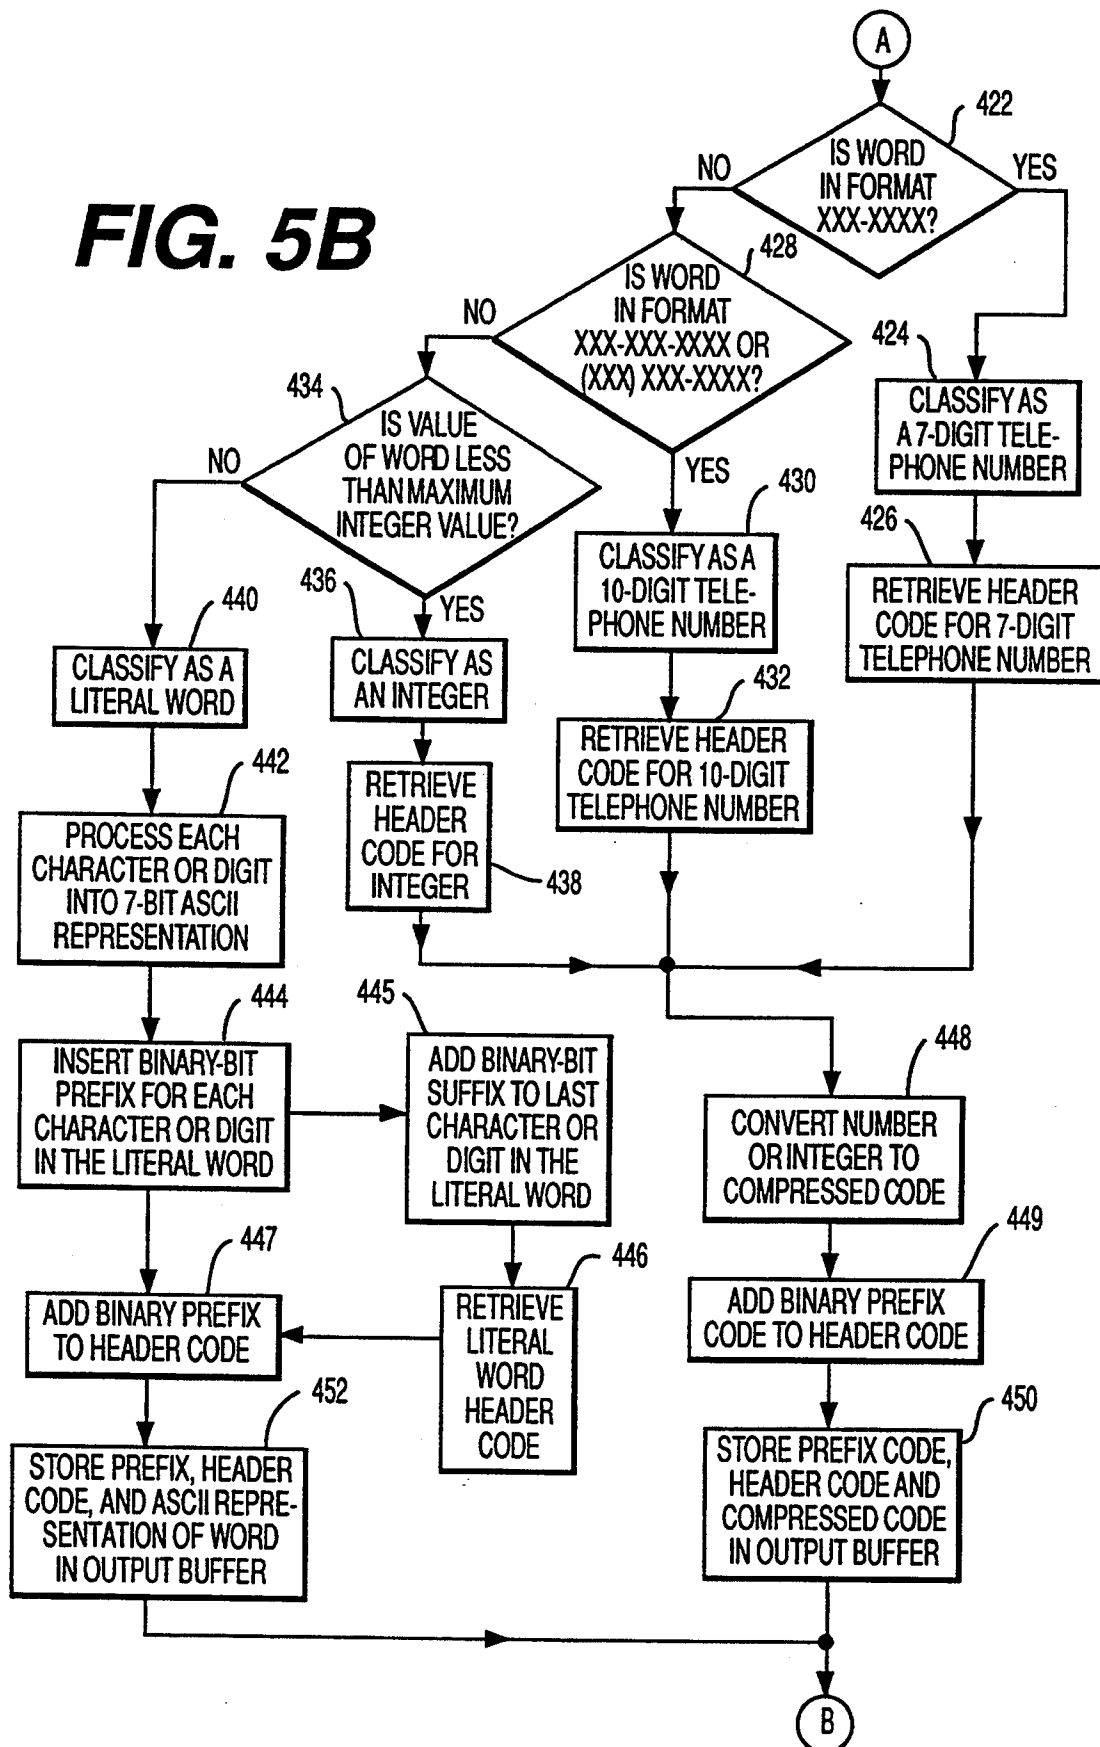 A
422
IS WORD
IN FORMAT
XXX-XXXX?
NO
YES
FIG. 5B
428
IS WORD
IN FORMAT
XXX-XXX-XXXX OR
(XXX) XXX-XXXX?
NO
YES
424
CLASSIFY AS
A 7-DIGIT TELE-
PHONE NUMBER
434
IS VALUE
OF WORD LESS
THAN MAXIMUM
INTEGER VALUE?
NO
YES
430
CLASSIFY AS A
10-DIGIT TELE-
PHONE NUMBER
426
RETRIEVE HEADER
CODE FOR 7-DIGIT
TELEPHONE NUMBER
440
CLASSIFY AS A
LITERAL WORD
436
CLASSIFY AS
AN INTEGER
432
RETRIEVE HEADER
CODE FOR 10-DIGIT
TELEPHONE NUMBER
442
PROCESS EACH
CHARACTER OR DIGIT
INTO 7-BIT ASCII
REPRESENTATION
RETRIEVE
HEADER
CODE FOR
INTEGER
438
444
INSERT BINARY-BIT
PREFIX FOR EACH
CHARACTER OR DIGIT
IN THE LITERAL WORD
445
ADD BINARY-BIT
SUFFIX TO LAST
CHARACTER OR
DIGIT IN THE
LITERAL WORD
448
CONVERT NUMBER
OR INTEGER TO
COMPRESSED CODE
447
ADD BINARY PREFIX
TO HEADER CODE
446
RETRIEVE
LITERAL
WORD
HEADER
CODE
449
ADD BINARY PREFIX
CODE TO HEADER CODE
452
STORE PREFIX, HEADER
CODE, AND ASCII REPRE-
SENTATION OF WORD
IN OUTPUT BUFFER
450
STORE PREFIX CODE,
HEADER CODE AND
COMPRESSED CODE
IN OUTPUT BUFFER
B